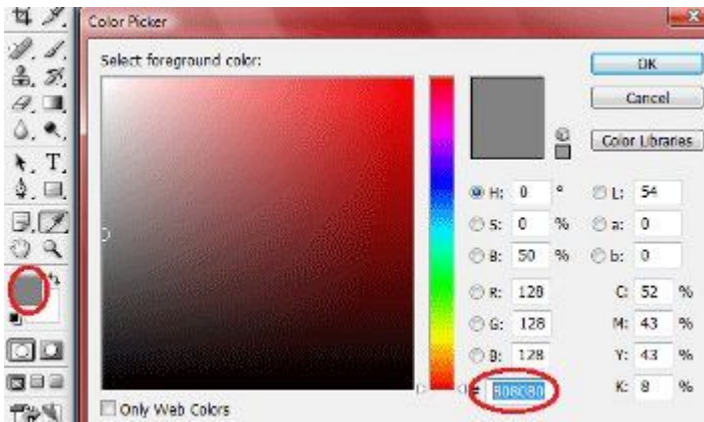 Color Picker
Select foreground color:
OK
Cancel
Color Libraries
T
H: 0 ° L: 54
S: 0 % a: 0
B: 50 % b: 0
R: 128 C: 52 %
G: 128 M: 43 %
B: 128 Y: 43 %
# 808080 K: 8 %
Only Web Colors